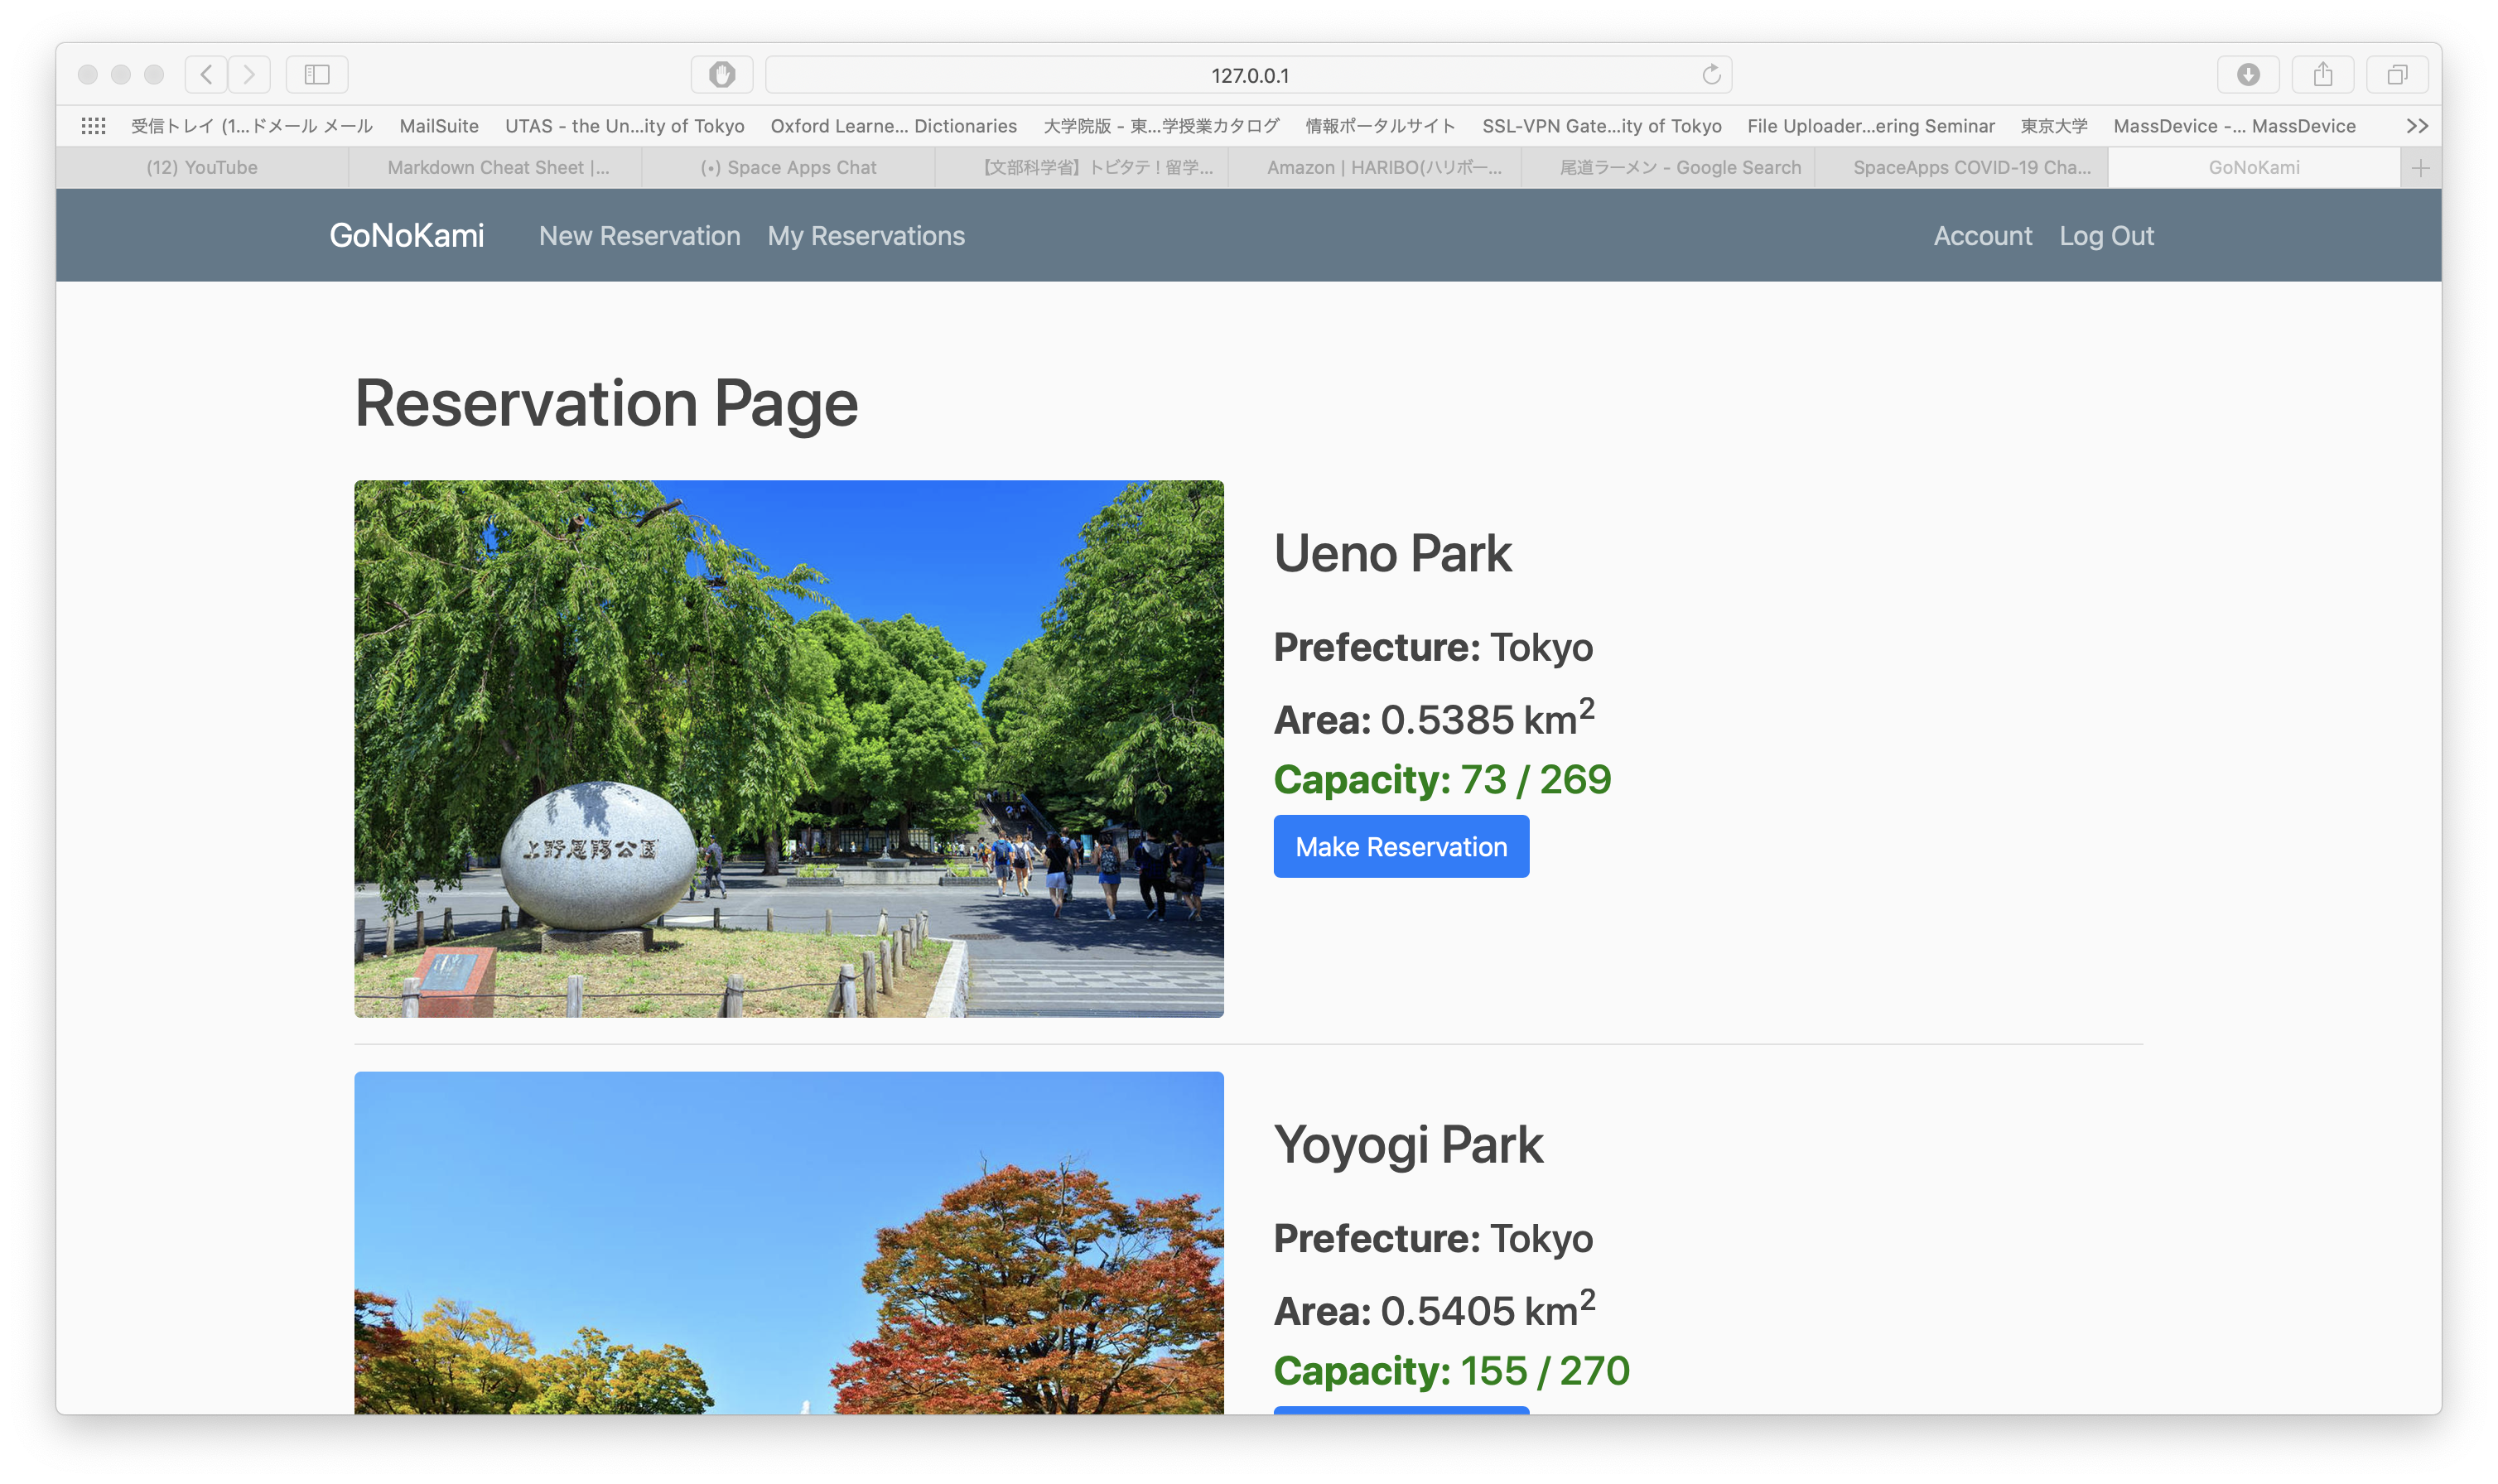 127.0.0.1
受信トレイ (1...ドメール メール MailSuite UTAS - the Un...ity of Tokyo Oxford Learne... Dictionaries 大学院版 - 東...学授業カタログ 情報ポータルサイト SSL-VPN Gate...ity of Tokyo File Uploader...ering Seminar 東京大学 MassDevice -... MassDevice
(12) YouTube Markdown Cheat Sheet |... (•) Space Apps Chat 【文部科学省】トビタテ！留学... Amazon | HARIBO(ハリボー... 尾道ラーメン - Google Search SpaceApps COVID-19 Cha... GoNoKami
GoNoKami New Reservation My Reservations Account Log Out
Reservation Page
上野恩賜公園
Ueno Park
Prefecture: Tokyo
Area: 0.5385 km²
Capacity: 73 / 269
Make Reservation
Yoyogi Park
Prefecture: Tokyo
Area: 0.5405 km²
Capacity: 155 / 270